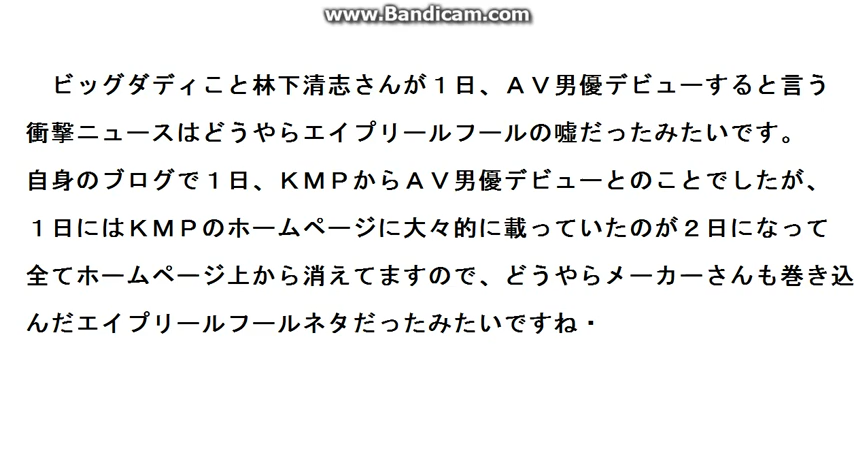 www.Bandicam.com
　ビッグダディこと林下清志さんが１日、ＡＶ男優デビューすると言う
衝撃ニュースはどうやらエイプリールフールの嘘だったみたいです。
自身のブログで１日、ＫＭＰからＡＶ男優デビューとのことでしたが、
１日にはＫＭＰのホームページに大々的に載っていたのが２日になって
全てホームページ上から消えてますので、どうやらメーカーさんも巻き込
んだエイプリールフールネタだったみたいですね・